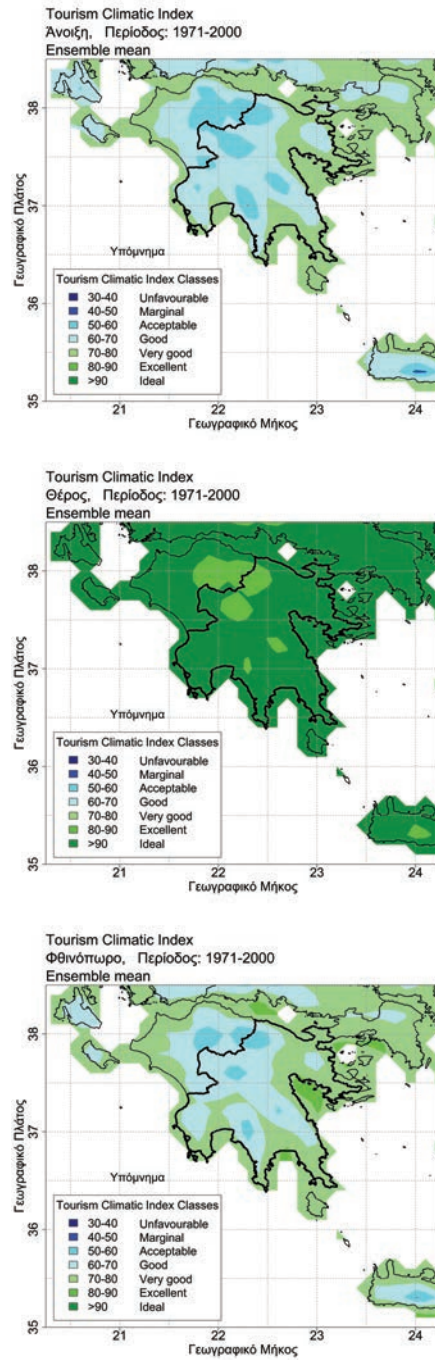 Tourism Climatic Index
Άνοιξη, Περίοδος: 1971-2000
Ensemble mean
Γεωγραφικό Πλάτος
38
37
36
35
Υπόμνημα
Tourism Climatic Index Classes
30-40 Unfavourable
40-50 Marginal
50-60 Acceptable
60-70 Good
70-80 Very good
80-90 Excellent
>90 Ideal
21 22 23 24
Γεωγραφικό Μήκος
Tourism Climatic Index
Θέρος, Περίοδος: 1971-2000
Ensemble mean
Γεωγραφικό Πλάτος
38
37
36
35
Υπόμνημα
Tourism Climatic Index Classes
30-40 Unfavourable
40-50 Marginal
50-60 Acceptable
60-70 Good
70-80 Very good
80-90 Excellent
>90 Ideal
21 22 23 24
Γεωγραφικό Μήκος
Tourism Climatic Index
Φθινόπωρο, Περίοδος: 1971-2000
Ensemble mean
Γεωγραφικό Πλάτος
38
37
36
35
Υπόμνημα
Tourism Climatic Index Classes
30-40 Unfavourable
40-50 Marginal
50-60 Acceptable
60-70 Good
70-80 Very good
80-90 Excellent
>90 Ideal
21 22 23 24
Γεωγραφικό Μήκος